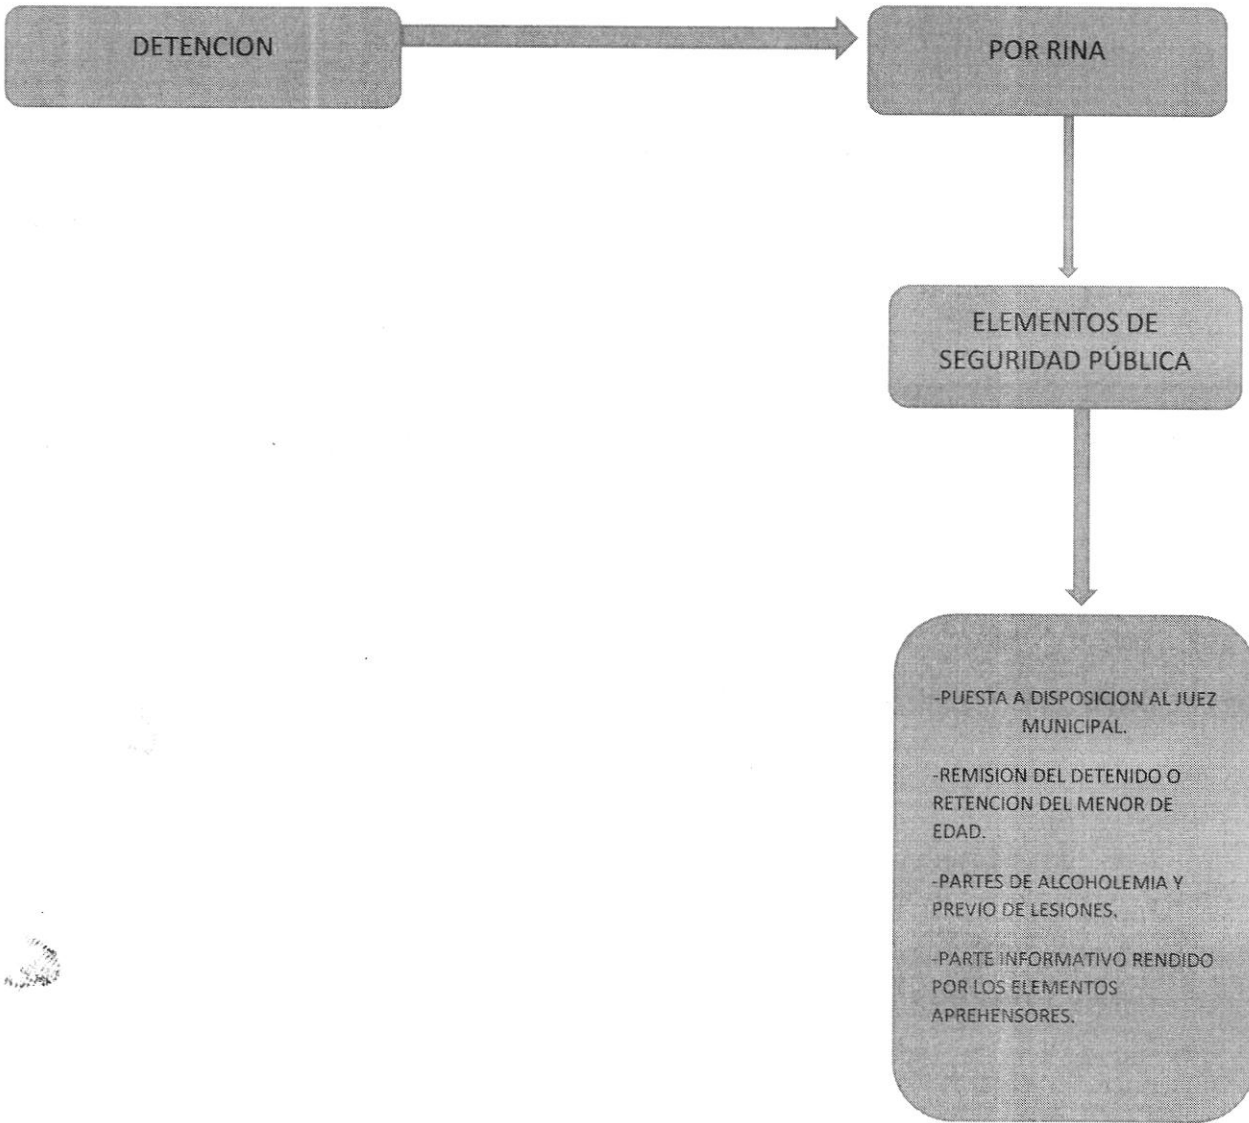 DETENCION
POR RINA
ELEMENTOS DE
SEGURIDAD PÚBLICA
-PUESTA A DISPOSICION AL JUEZ
MUNICIPAL.
-REMISION DEL DETENIDO O
RETENCION DEL MENOR DE
EDAD.
-PARTES DE ALCOHOLEMIA Y
PREVIO DE LESIONES.
-PARTE INFORMATIVO RENDIDO
POR LOS ELEMENTOS
APREHENSORES.